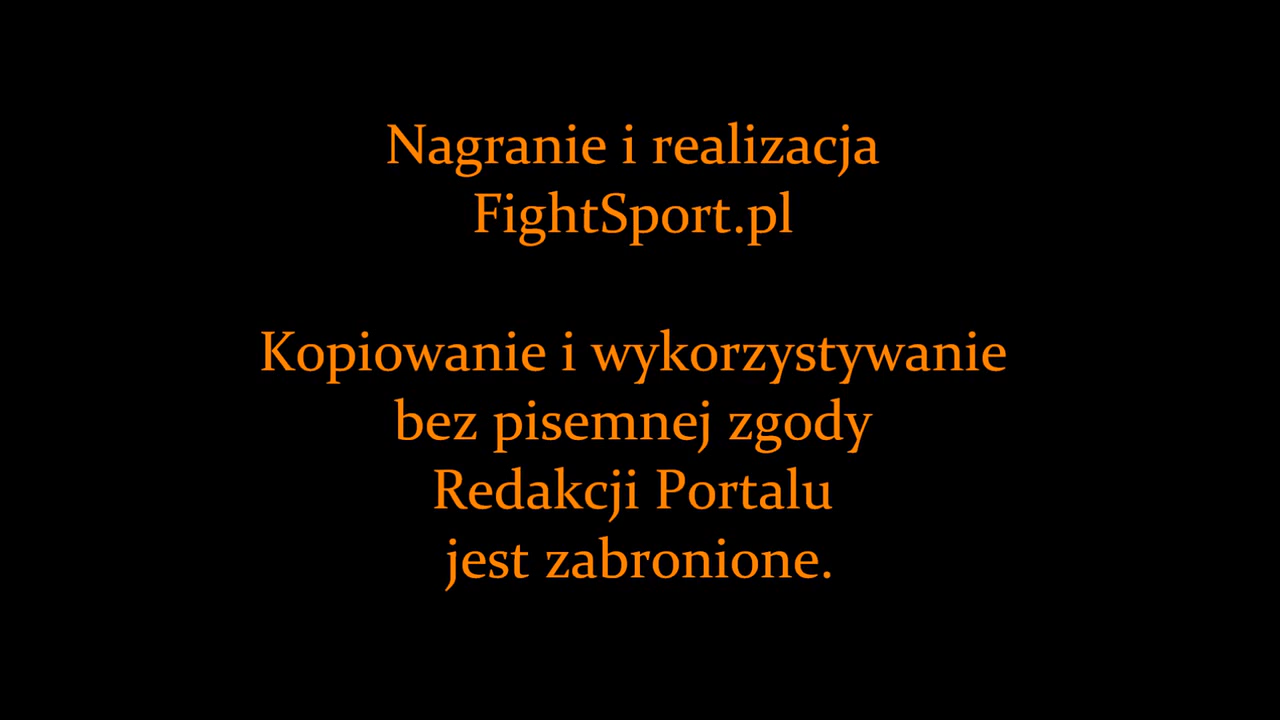 Nagranie i realizacja
FightSport.pl
Kopiowanie i wykorzystywanie
bez pisemnej zgody
Redakcji Portalu
jest zabronione.